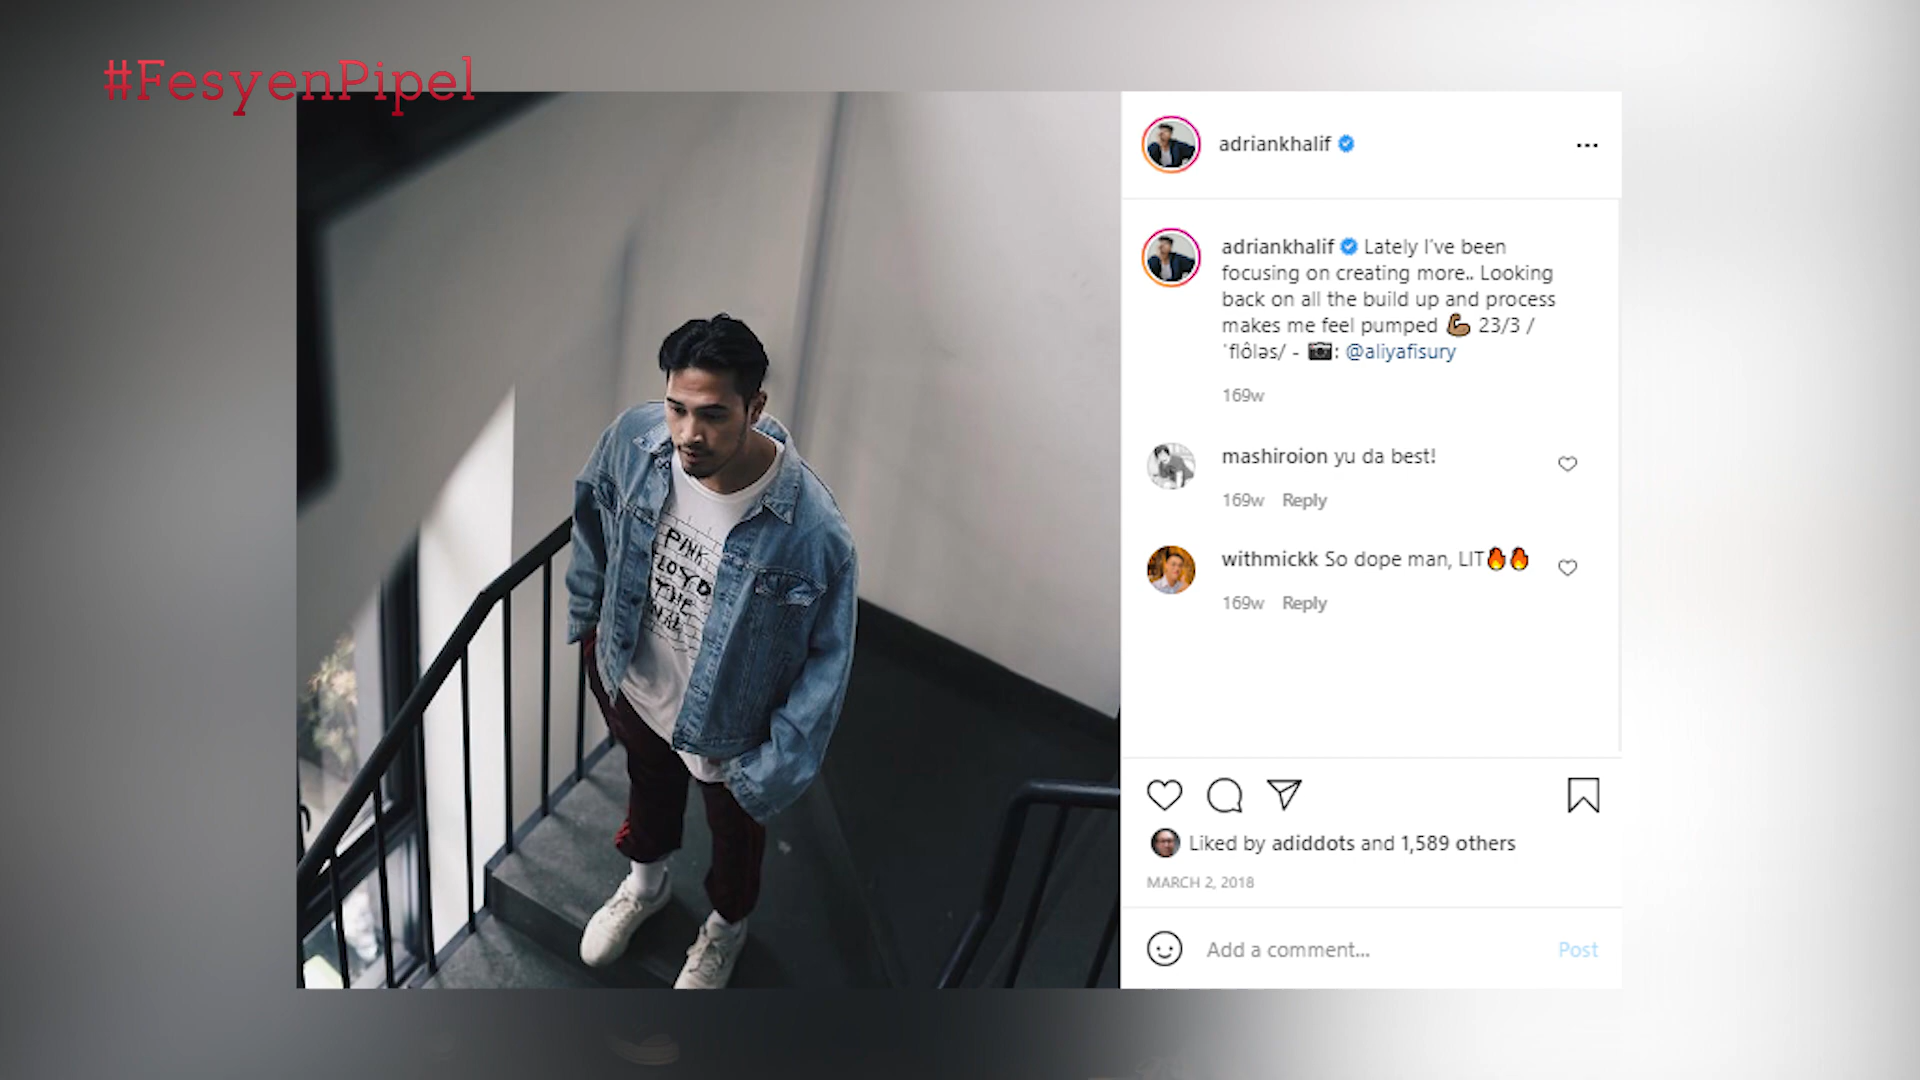 #FesyenPipel
PINK
FLOYD
THE
WALL
adriankhalif
adriankhalif Lately I've been
focusing on creating more.. Looking
back on all the build up and process
makes me feel pumped 💪🏽 23/3 /
ˈflôləs/ - 📷: @aliyafisury
169w
mashiroion yu da best!
169w Reply
withmickk So dope man, LIT🔥🔥
169w Reply
Liked by adiddots and 1,589 others
MARCH 2, 2018
Add a comment... Post